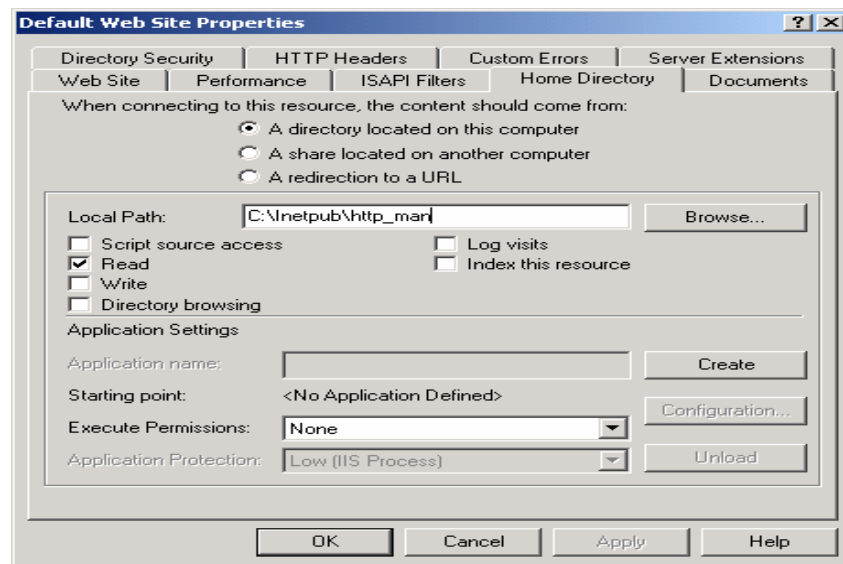 Default Web Site Properties
Directory Security HTTP Headers Custom Errors Server Extensions
Web Site Performance ISAPI Filters Home Directory Documents
When connecting to this resource, the content should come from:
A directory located on this computer
A share located on another computer
A redirection to a URL
Local Path: C:\Inetpub\http_man Browse...
Script source access Log visits
Read Index this resource
Write
Directory browsing
Application Settings
Application name: Create
Starting point: <No Application Defined>
Configuration...
Execute Permissions: None
Application Protection: Low (IIS Process) Unload
OK Cancel Apply Help